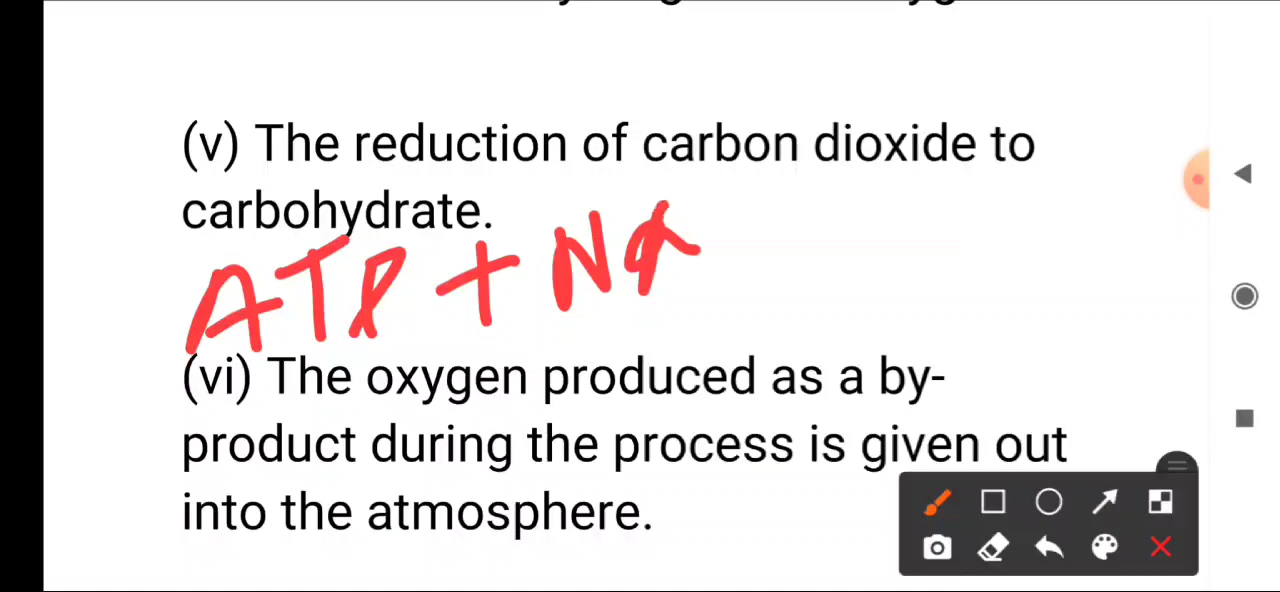 (v) The reduction of carbon dioxide to
carbohydrate.
ATP + Na
(vi) The oxygen produced as a by-
product during the process is given out
into the atmosphere.